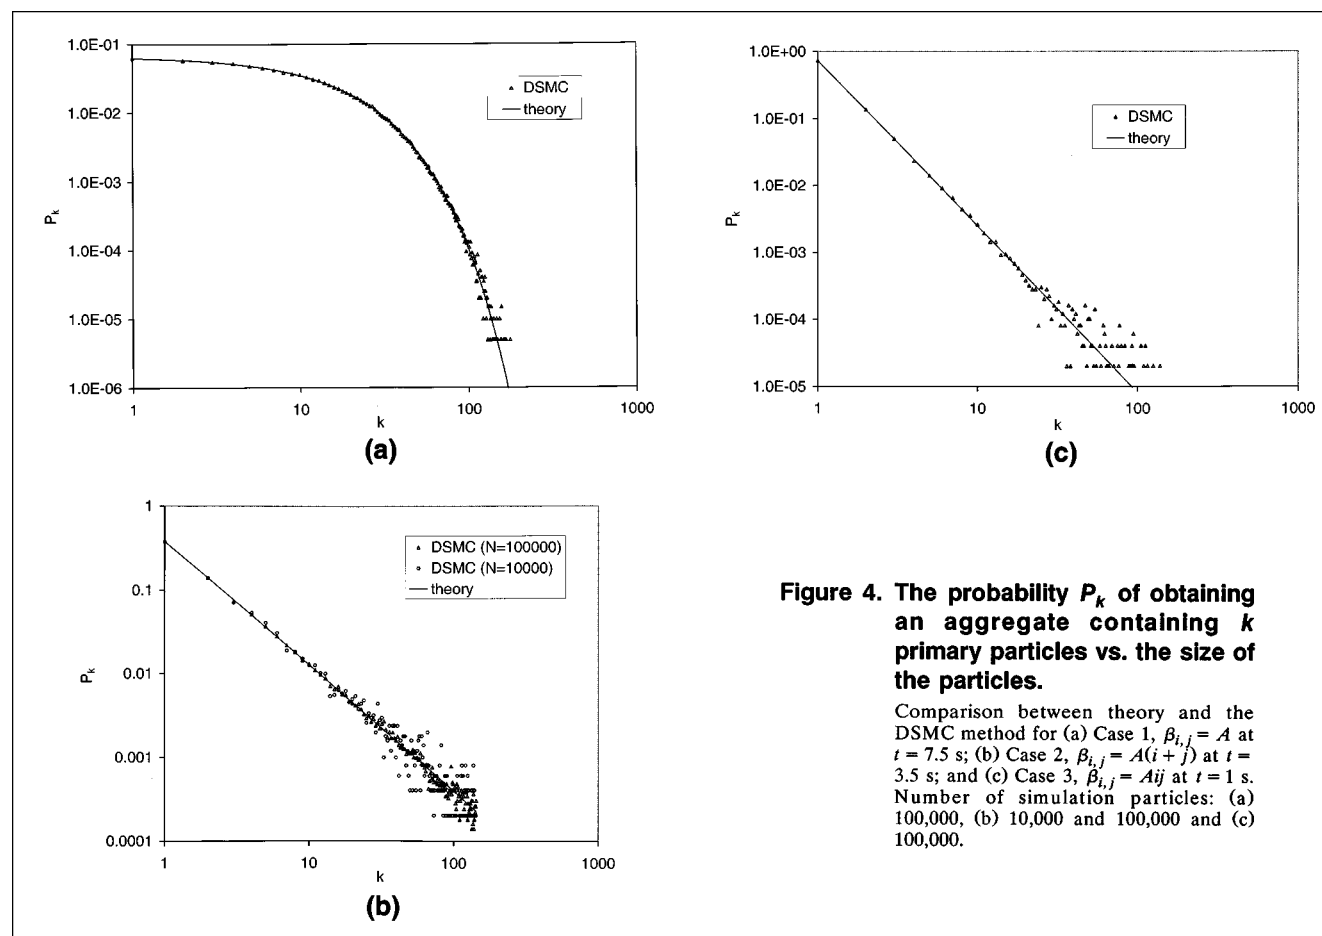 1.0E-01
1.0E-02
1.0E-03
1.0E-04
1.0E-05
1.0E-06
P_k
DSMC
theory
1 10 100 1000
k
(a)
1.0E+00
1.0E-01
1.0E-02
1.0E-03
1.0E-04
1.0E-05
P_k
DSMC
theory
1 10 100 1000
k
(c)
1
0.1
0.01
0.001
0.0001
P_k
DSMC (N=100000)
DSMC (N=10000)
theory
1 10 100 1000
k
(b)
Figure 4. The probability P_k of obtaining
an aggregate containing k
primary particles vs. the size of
the particles.
Comparison between theory and the
DSMC method for (a) Case 1, β_{i,j} = A at
t = 7.5 s; (b) Case 2, β_{i,j} = A(i + j) at t =
3.5 s; and (c) Case 3, β_{i,j} = Aij at t = 1 s.
Number of simulation particles: (a)
100,000, (b) 10,000 and 100,000 and (c)
100,000.